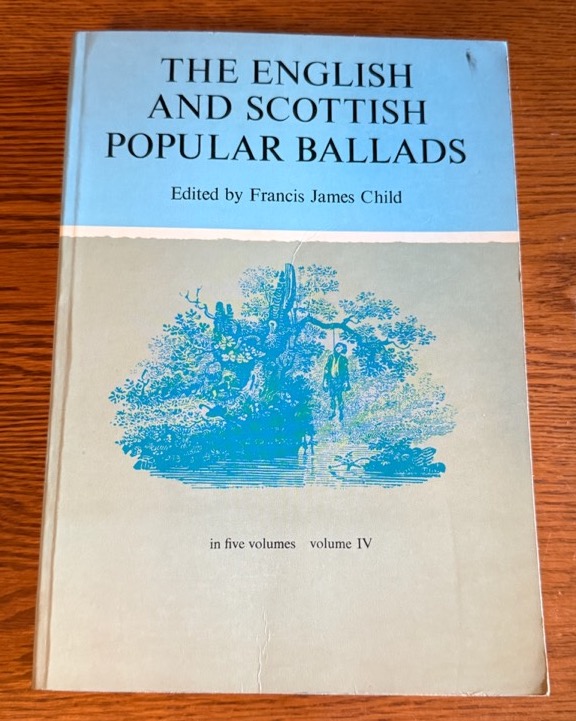 THE ENGLISH
AND SCOTTISH
POPULAR BALLADS
Edited by Francis James Child
in five volumes volume IV